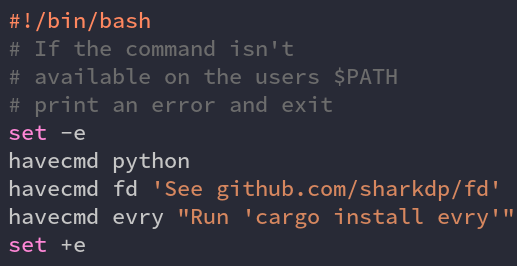 #!/bin/bash
# If the command isn't
# available on the users $PATH
# print an error and exit
set -e
havecmd python
havecmd fd 'See github.com/sharkdp/fd'
havecmd evry "Run 'cargo install evry'"
set +e